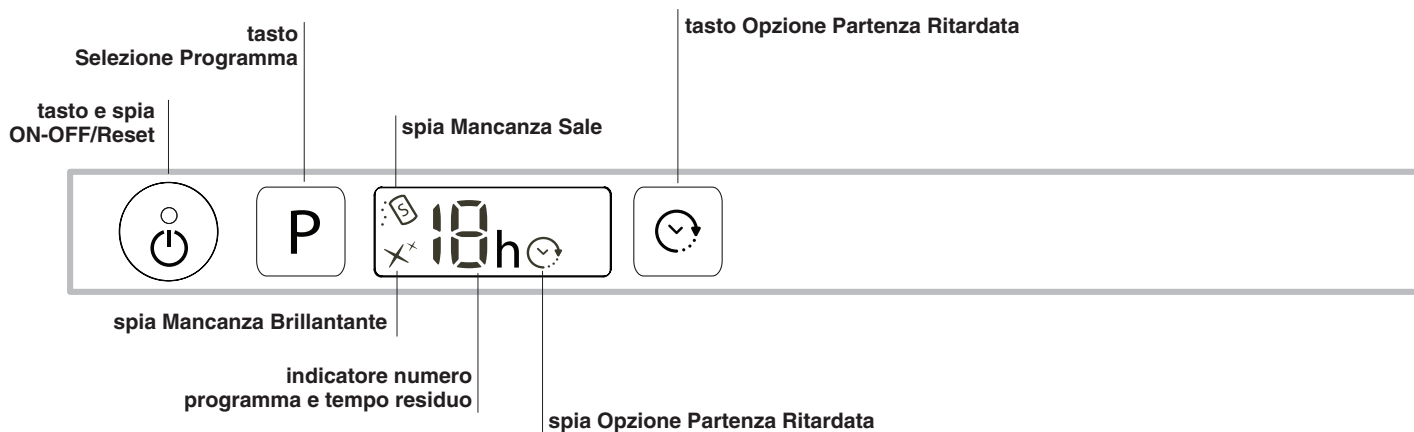 tasto Opzione Partenza Ritardata
tasto
Selezione Programma
tasto e spia
ON-OFF/Reset
spia Mancanza Sale
P
S
18h
spia Mancanza Brillantante
indicatore numero
programma e tempo residuo
spia Opzione Partenza Ritardata